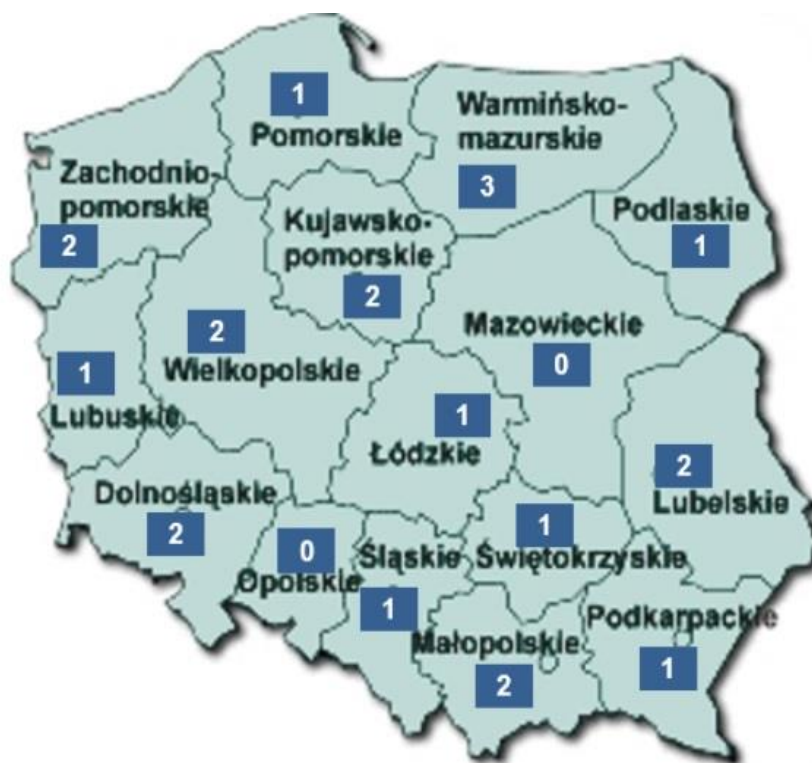 1
Pomorskie
Warmińsko-
mazurskie
3
Zachodnio-
pomorskie
2
Kujawsko-
pomorskie
2
Podlaskie
1
2
Wielkopolskie
Mazowieckie
0
1
Lubuskie
1
Łódzkie
2
Lubelskie
Dolnośląskie
2
0
Opolskie
Śląskie
1
1
Świętokrzyskie
Małopolskie
2
Podkarpackie
1